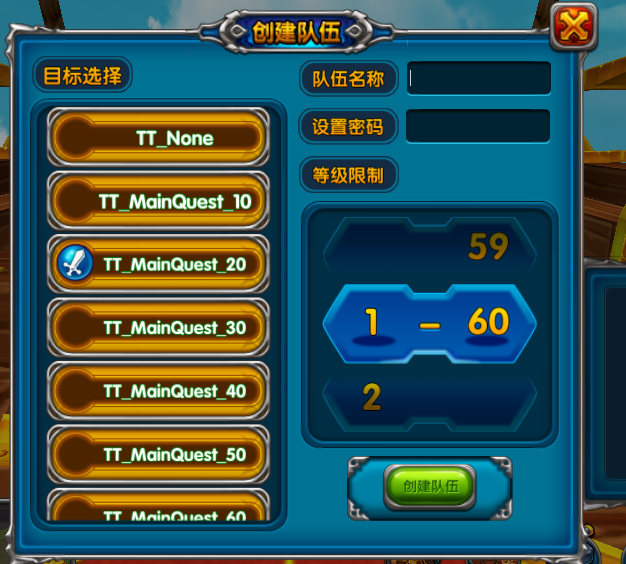 创建队伍
目标选择
TT_None
TT_MainQuest_10
TT_MainQuest_20
TT_MainQuest_30
TT_MainQuest_40
TT_MainQuest_50
TT_MainQuest_60
队伍名称
设置密码
等级限制
59
1 - 60
2
创建队伍